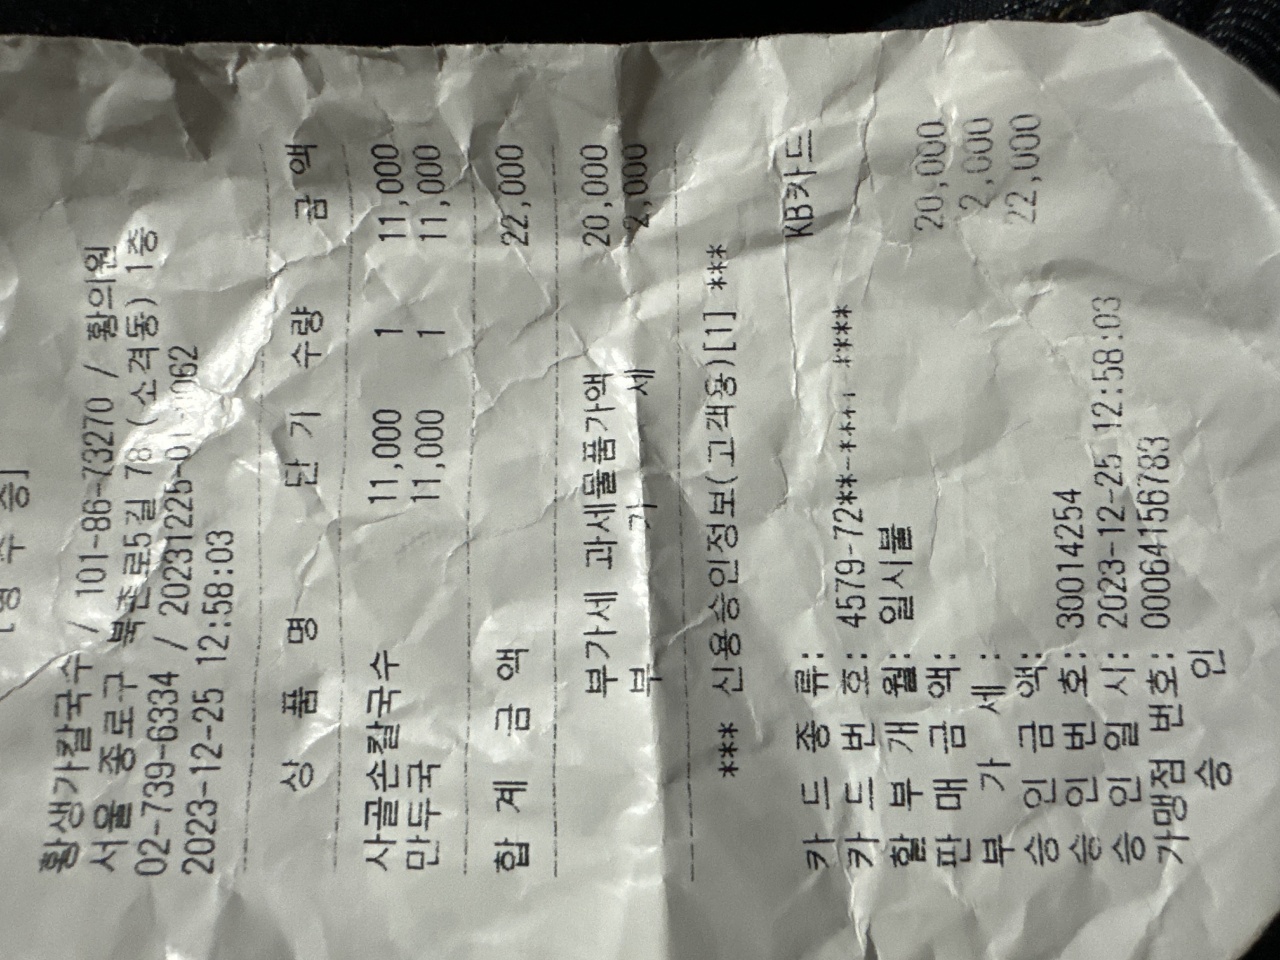 [영 수 증]
황생가칼국수 / 101-86-73270 / 황의원
서울 종로구 북촌로5길 78 (소격동) 1층
02-739-6334 / 20231225-01-0062
2023-12-25 12:58:03
상 품 명 단 가 수량 금 액
사골손칼국수 11,000 1 11,000
만두국 11,000 1 11,000
합 계 금 액 22,000
부가세 과세물품가액 20,000
부 가 세 2,000
*** 신용승인정보(고객용)[1] ***
카 드 종 류: KB카드
카 드 번 호: 4579-72**-****-****
할 부 개 월: 일시불
판 매 금 액: 20,000
부 가 세 : 2,000
승 인 금 액: 22,000
승 인 번 호: 30014254
승 인 일 시: 2023-12-25 12:58:03
가맹점 번호: 00064156783
승 인